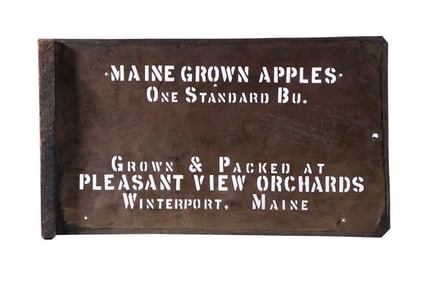 ·MAINE GROWN APPLES·
ONE STANDARD BU.
GROWN & PACKED AT
PLEASANT VIEW ORCHARDS
WINTERPORT, MAINE